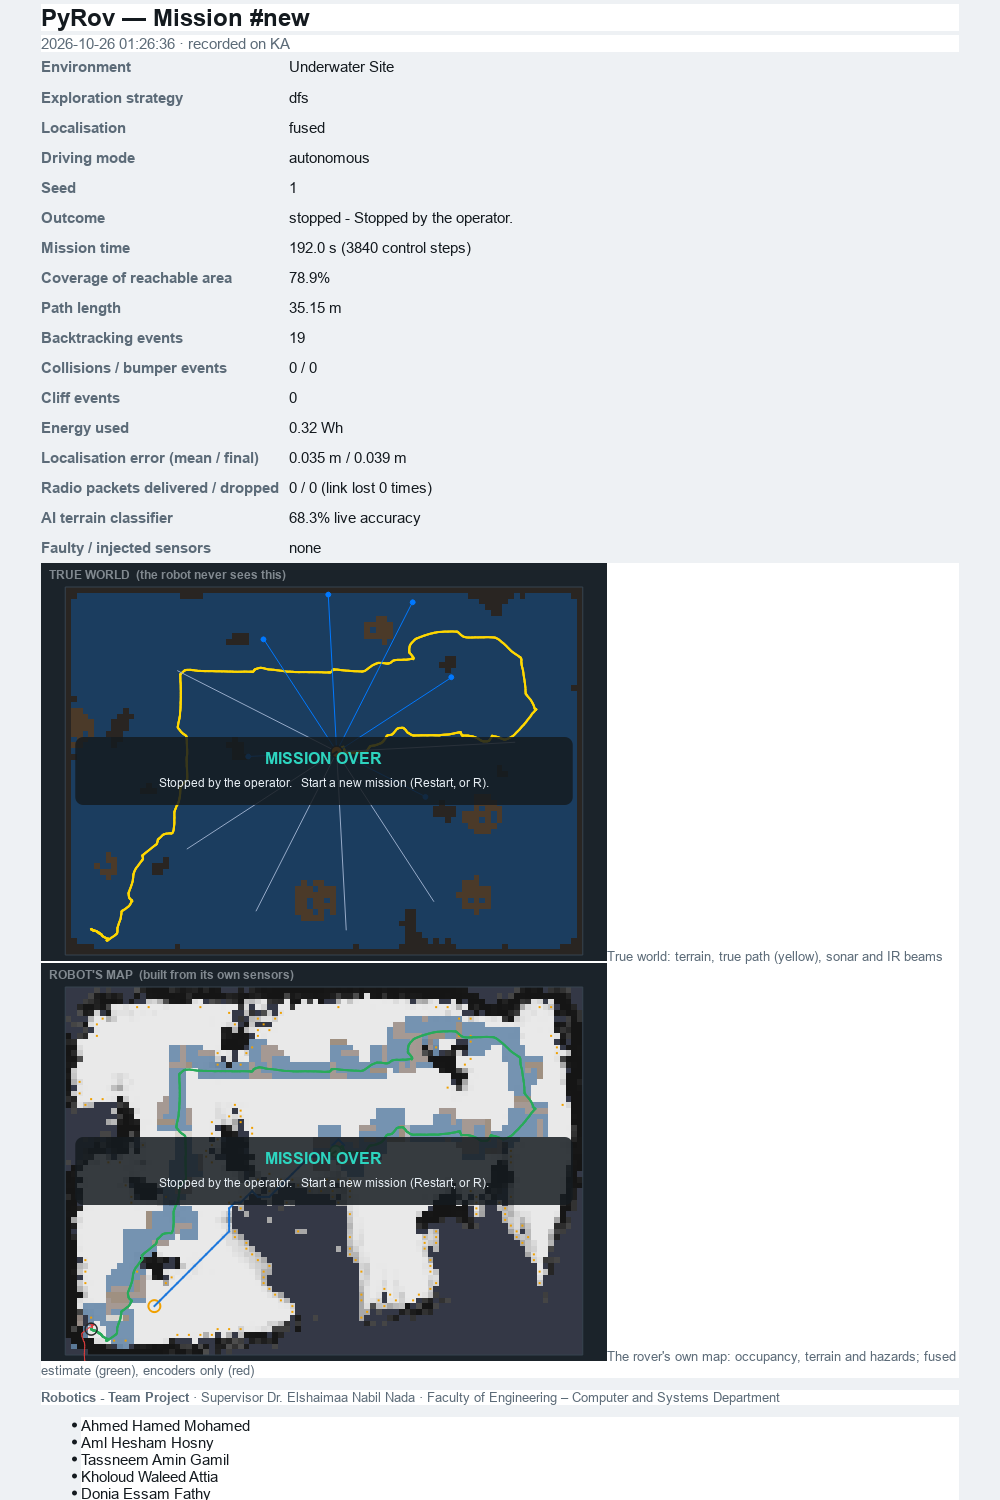 PyRov — Mission #new
2026-10-26 01:26:36 · recorded on KA
Environment Underwater Site
Exploration strategy dfs
Localisation fused
Driving mode autonomous
Seed 1
Outcome stopped - Stopped by the operator.
Mission time 192.0 s (3840 control steps)
Coverage of reachable area 78.9%
Path length 35.15 m
Backtracking events 19
Collisions / bumper events 0 / 0
Cliff events 0
Energy used 0.32 Wh
Localisation error (mean / final) 0.035 m / 0.039 m
Radio packets delivered / dropped 0 / 0 (link lost 0 times)
AI terrain classifier 68.3% live accuracy
Faulty / injected sensors none
TRUE WORLD (the robot never sees this)
MISSION OVER
Stopped by the operator. Start a new mission (Restart, or R).
True world: terrain, true path (yellow), sonar and IR beams
ROBOT'S MAP (built from its own sensors)
MISSION OVER
Stopped by the operator. Start a new mission (Restart, or R).
The rover's own map: occupancy, terrain and hazards; fused
estimate (green), encoders only (red)
Robotics - Team Project · Supervisor Dr. Elshaimaa Nabil Nada · Faculty of Engineering – Computer and Systems Department
• Ahmed Hamed Mohamed
• Aml Hesham Hosny
• Tassneem Amin Gamil
• Kholoud Waleed Attia
• Donia Essam Fathy